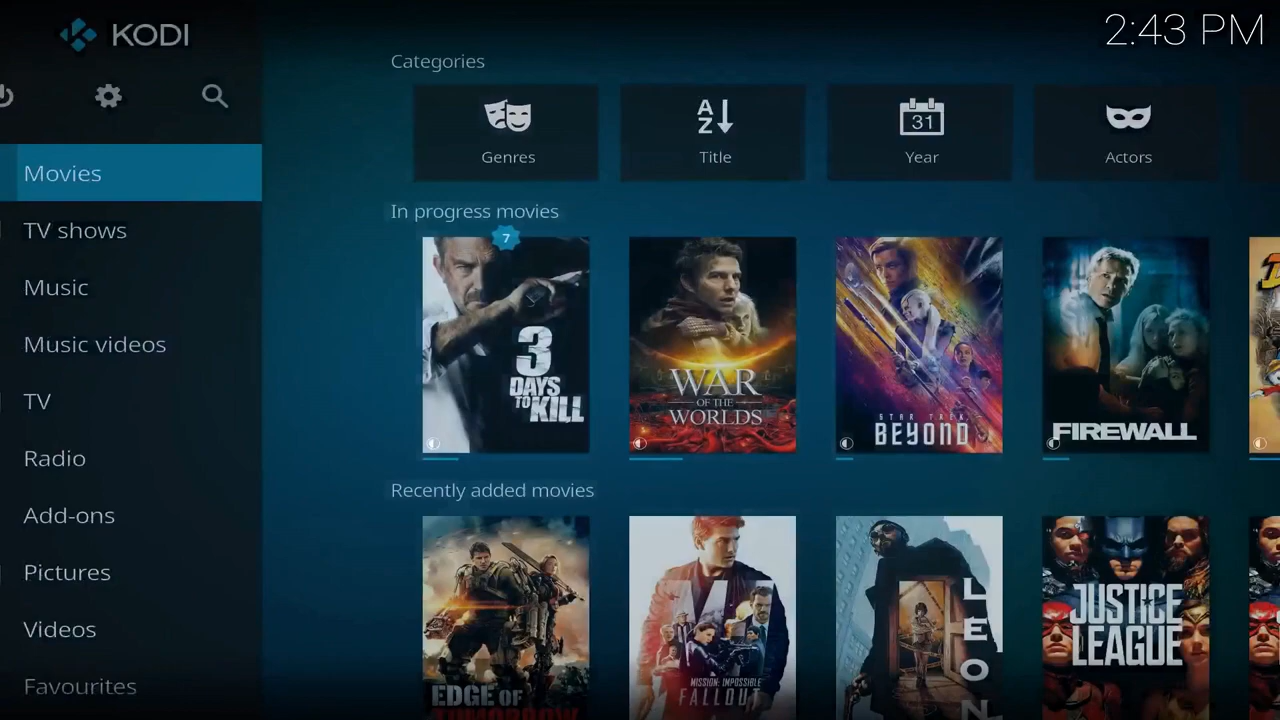 KODI
2:43 PM
Categories
Genres
A
Z
Title
31
Year
Actors
Movies
TV shows
Music
Music videos
TV
Radio
Add-ons
Pictures
Videos
Favourites
In progress movies
7
3
DAYS
TO KILL
WAR
OF THE
WORLDS
STAR TREK
BEYOND
FIREWALL
Recently added movies
EDGE OF
TOMORROW
MISSION: IMPOSSIBLE
FALLOUT
L
E
O
N
JUSTICE
LEAGUE